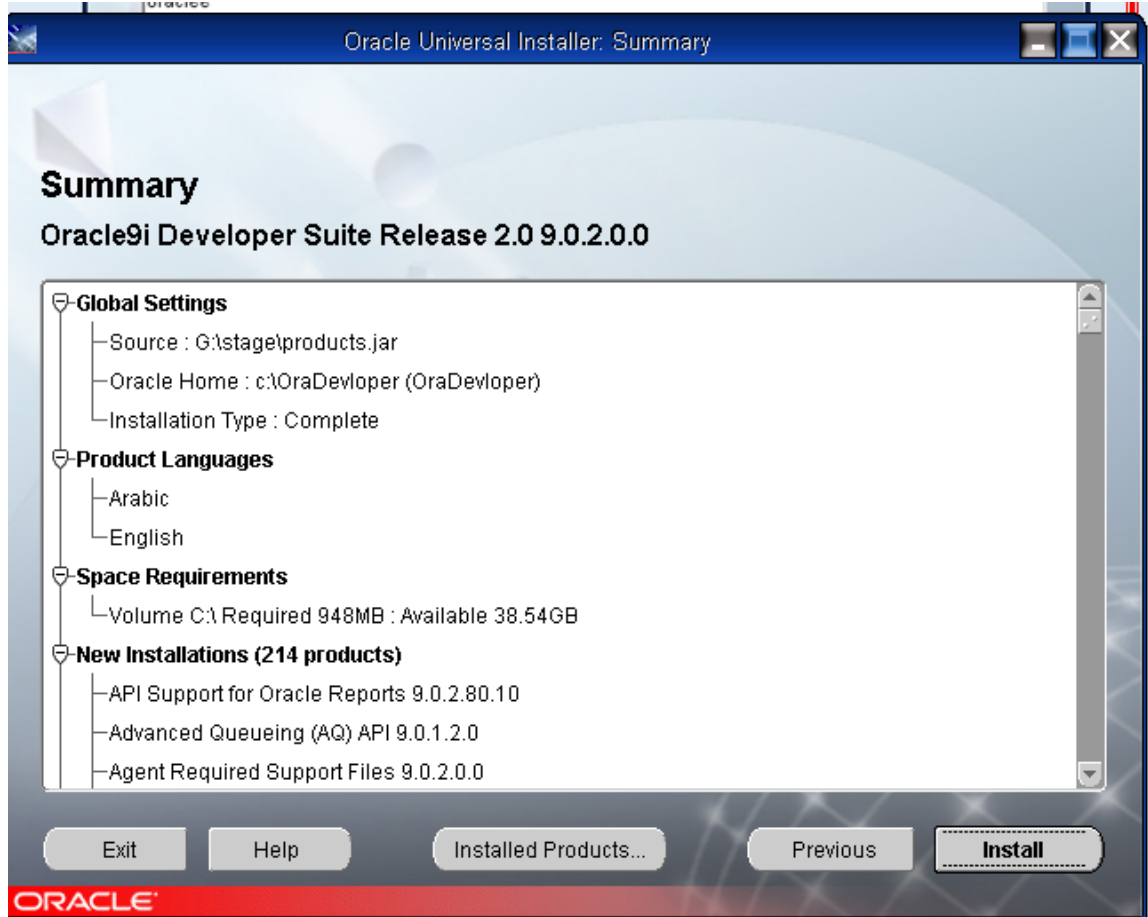 Oracle Universal Installer: Summary
Summary
Oracle9i Developer Suite Release 2.0 9.0.2.0.0
Global Settings
Source : G:\stage\products.jar
Oracle Home : c:\OraDevloper (OraDevloper)
Installation Type : Complete
Product Languages
Arabic
English
Space Requirements
Volume C:\ Required 948MB : Available 38.54GB
New Installations (214 products)
API Support for Oracle Reports 9.0.2.80.10
Advanced Queueing (AQ) API 9.0.1.2.0
Agent Required Support Files 9.0.2.0.0
Exit Help Installed Products... Previous Install
ORACLE